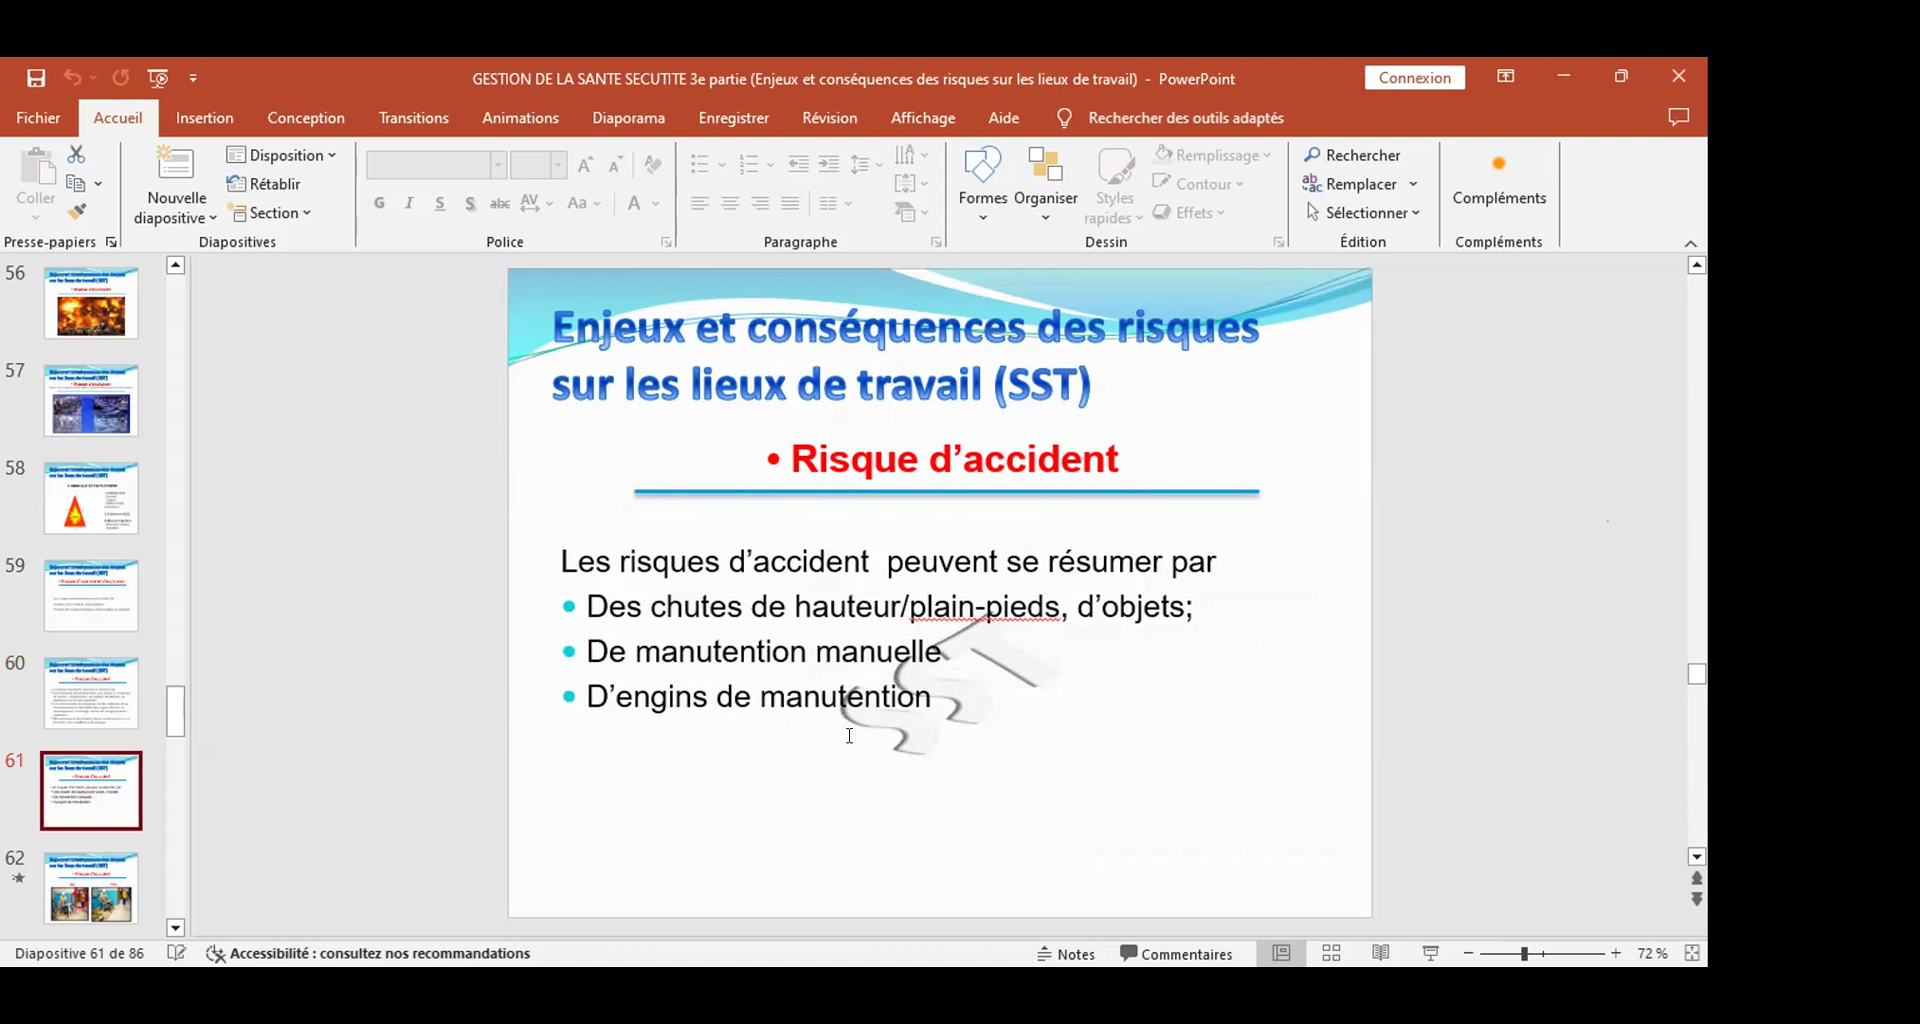 GESTION DE LA SANTE SECUTITE 3e partie (Enjeux et conséquences des risques sur les lieux de travail) - PowerPoint
Connexion
Fichier
Accueil
Insertion
Conception
Transitions
Animations
Diaporama
Enregistrer
Révision
Affichage
Aide
Rechercher des outils adaptés
Coller
Nouvelle
diapositive
Disposition
Rétablir
Section
G I S S abc AV Aa A
Formes
Organiser
Styles
rapides
Remplissage
Contour
Effets
Rechercher
Remplacer
Sélectionner
Compléments
Presse-papiers
Diapositives
Police
Paragraphe
Dessin
Édition
Compléments
56
57
58
59
60
61
62
Enjeux et conséquences des risques
sur les lieux de travail (SST)
• Risque d’accident
Les risques d’accident peuvent se résumer par
• Des chutes de hauteur/plain-pieds, d’objets;
• De manutention manuelle
• D’engins de manutention
SST
Diapositive 61 de 86
Accessibilité : consultez nos recommandations
Notes
Commentaires
72 %